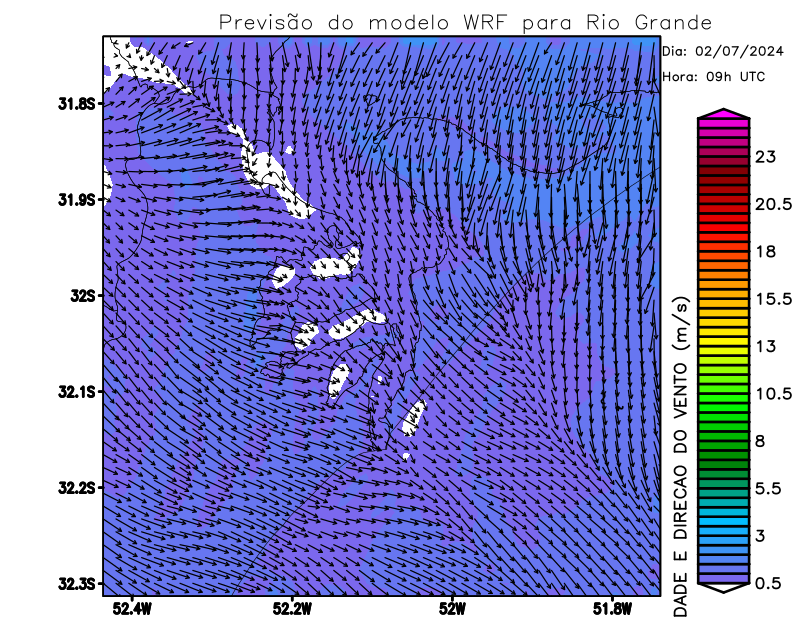 Previsão do modelo WRF para Rio Grande
Dia: 02/07/2024
Hora: 09h UTC
31.8S
31.9S
32S
32.1S
32.2S
32.3S
52.4W
52.2W
52W
51.8W
DADE E DIRECAO DO VENTO (m/s)
23
20.5
18
15.5
13
10.5
8
5.5
3
0.5